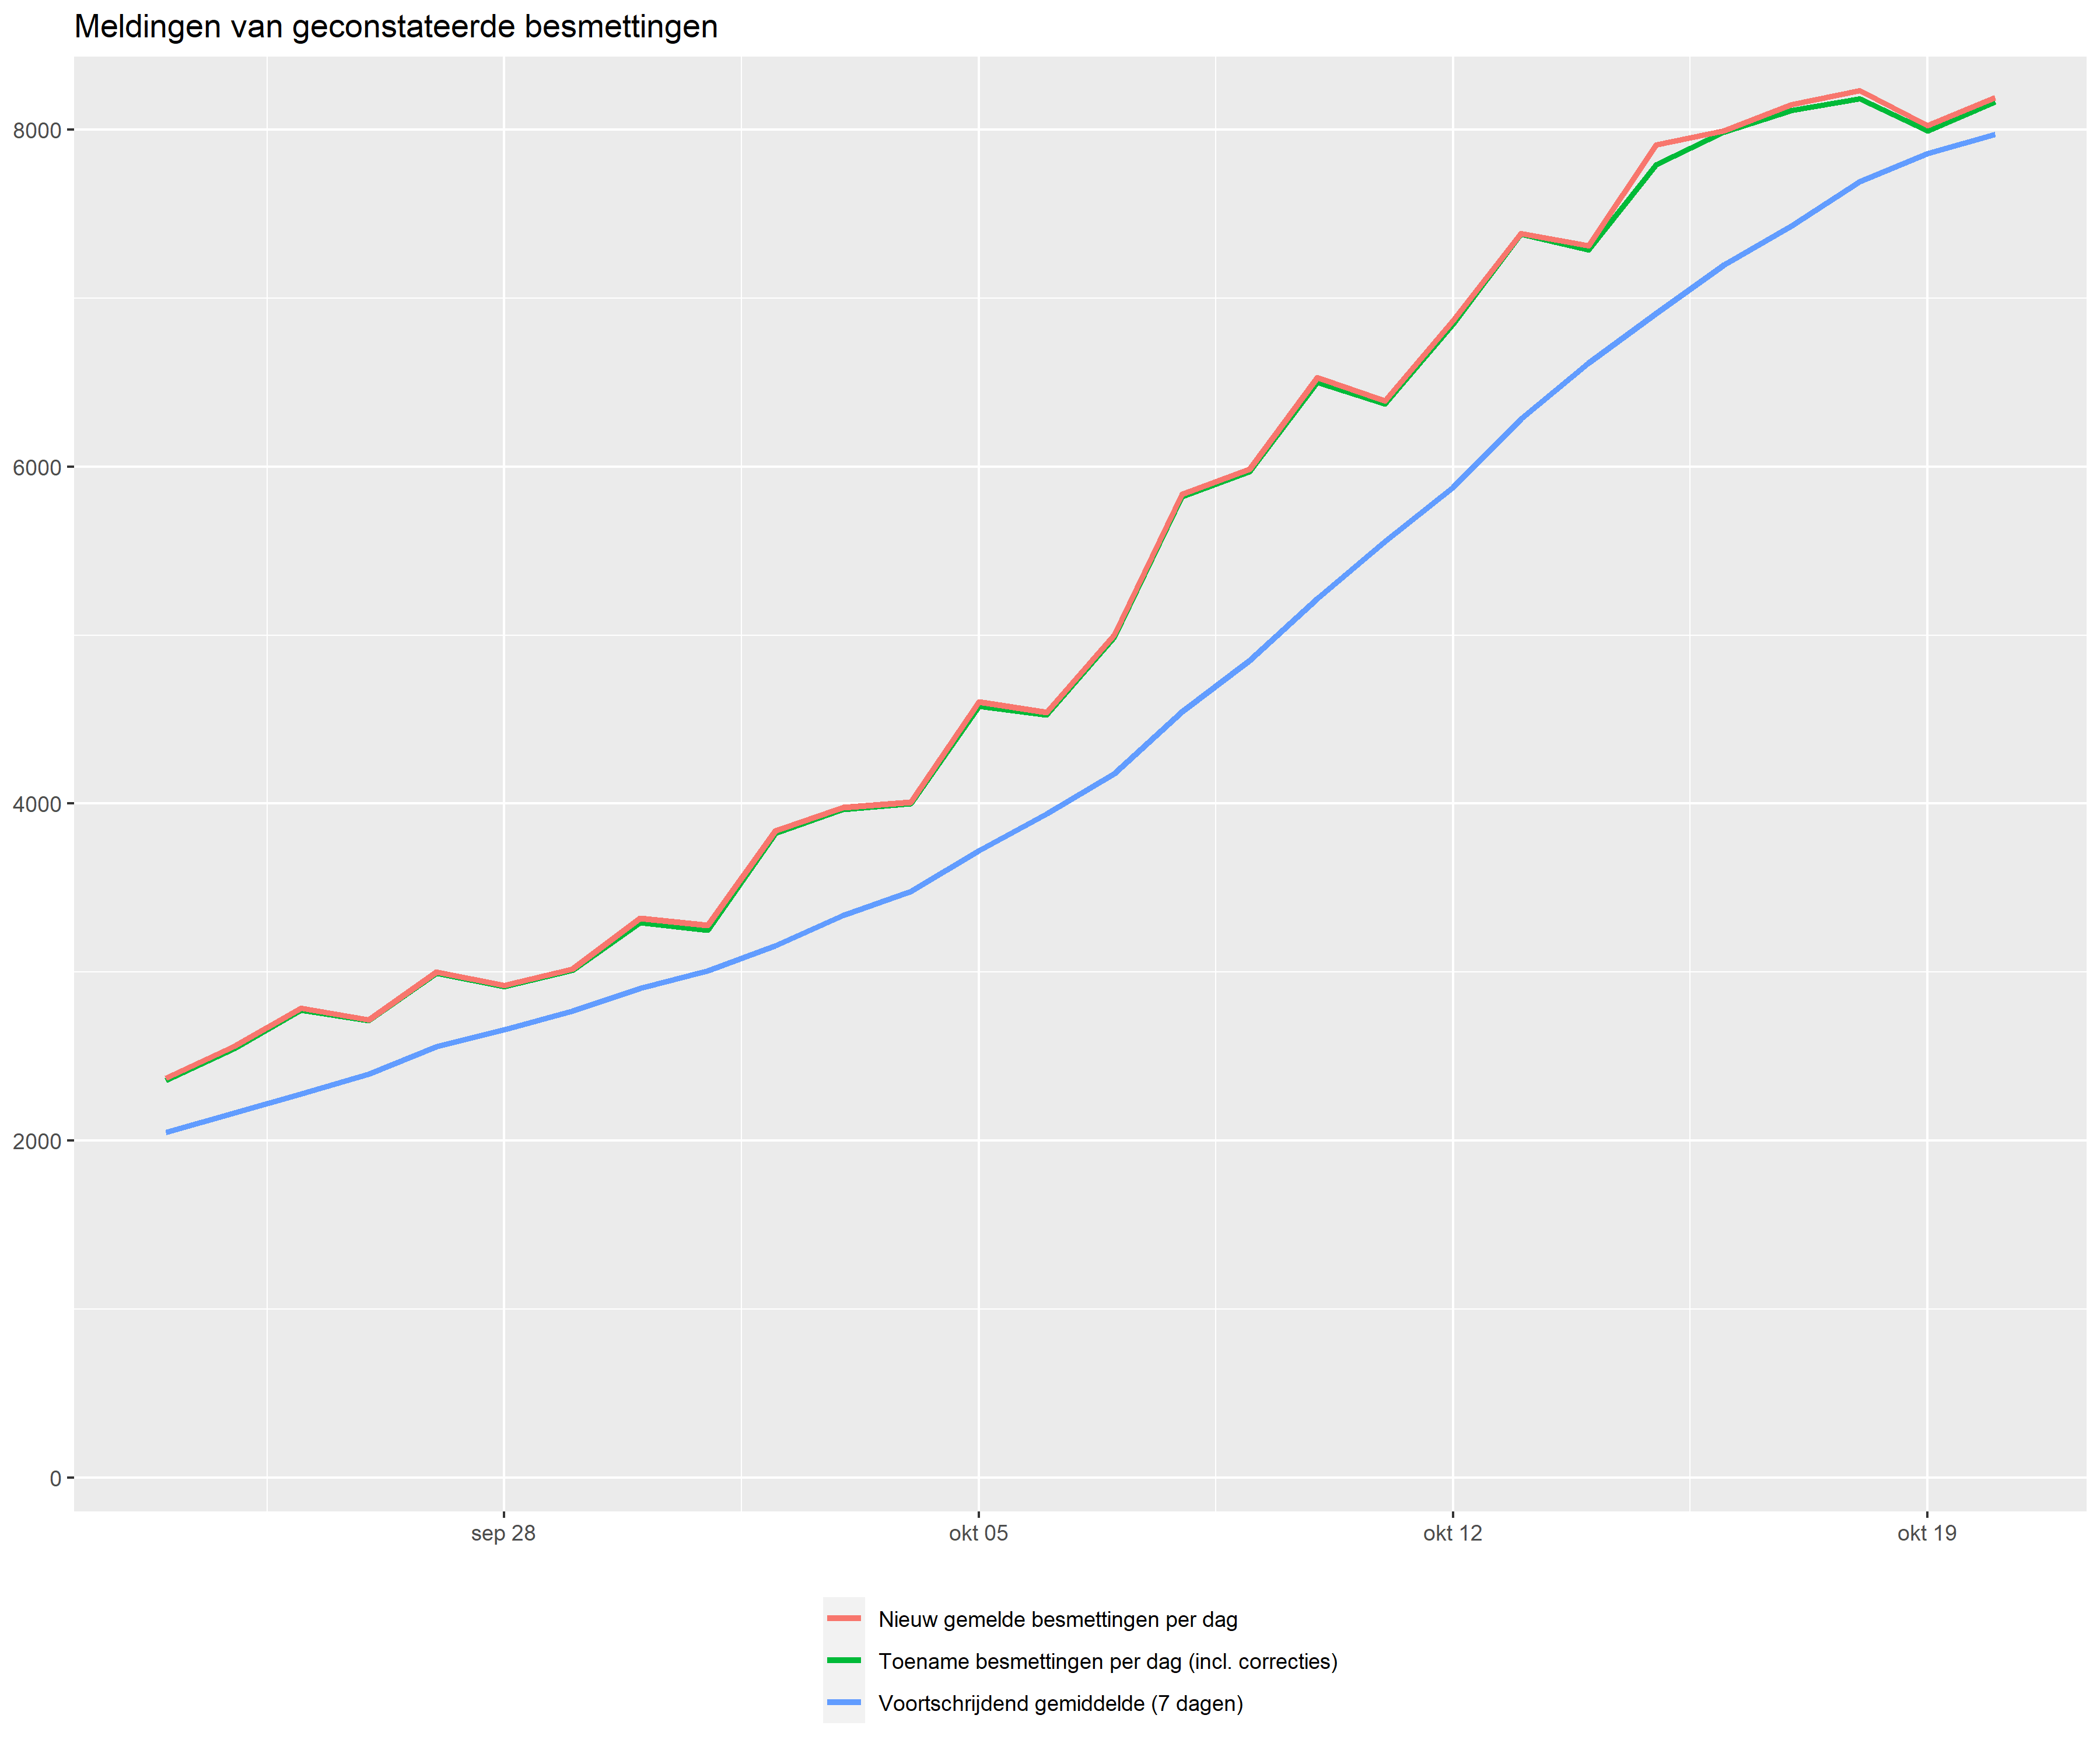 Meldingen van geconstateerde besmettingen
8000
6000
4000
2000
0
sep 28 okt 05 okt 12 okt 19
Nieuw gemelde besmettingen per dag
Toename besmettingen per dag (incl. correcties)
Voortschrijdend gemiddelde (7 dagen)